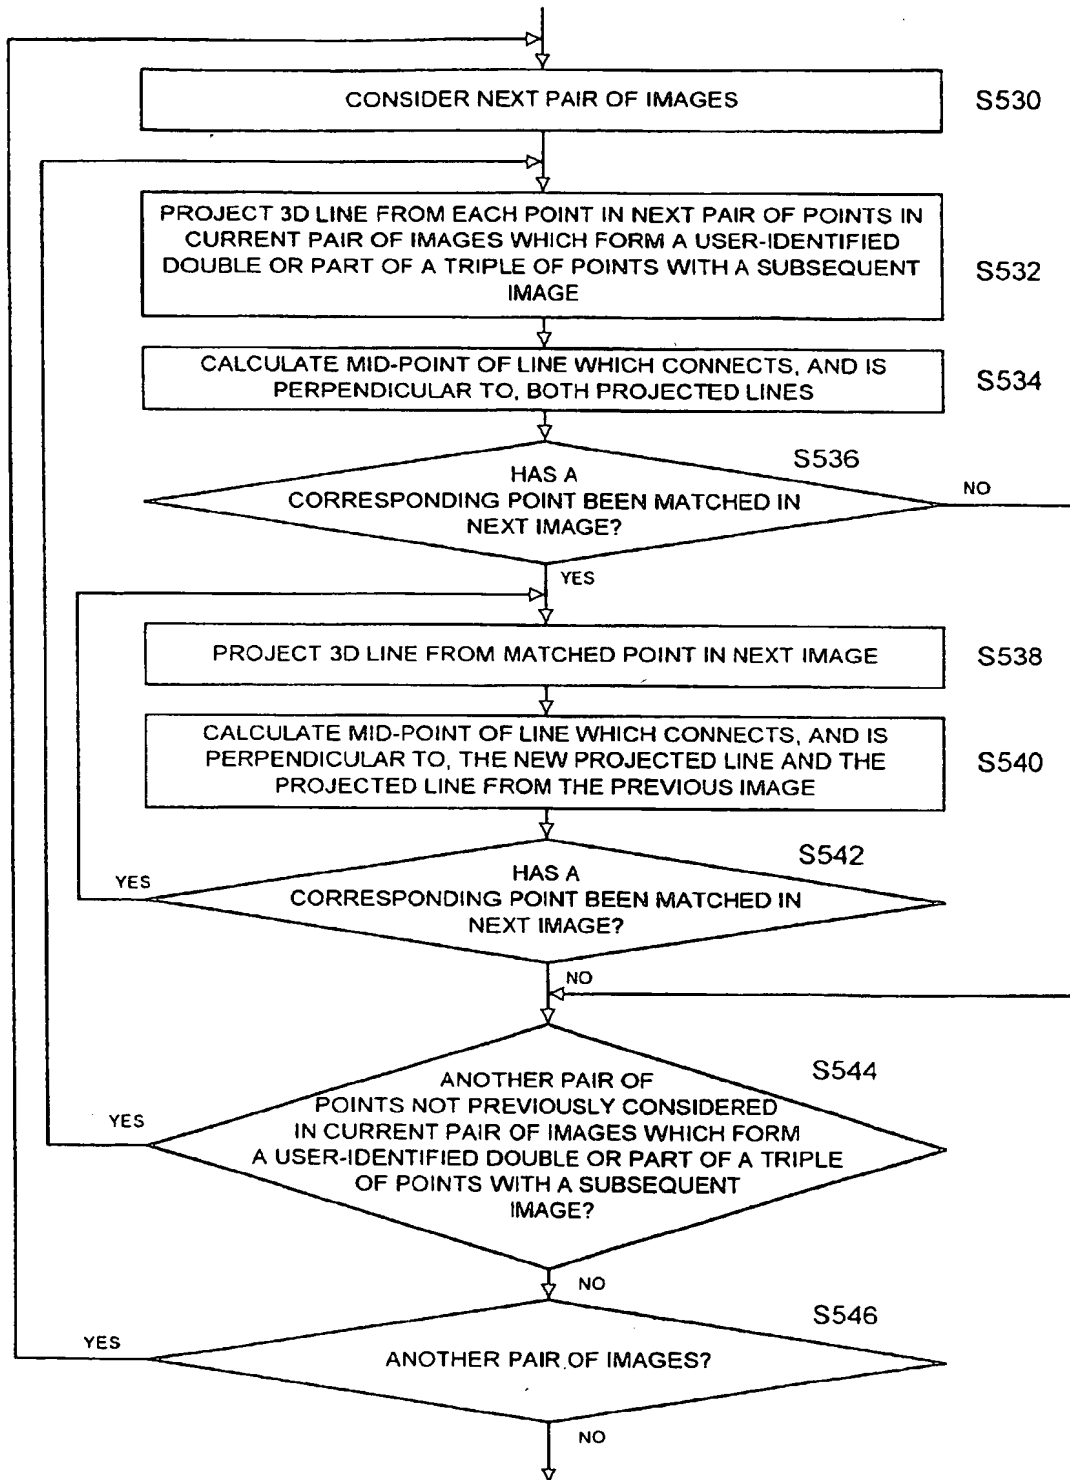 CONSIDER NEXT PAIR OF IMAGES
S530
PROJECT 3D LINE FROM EACH POINT IN NEXT PAIR OF POINTS IN
CURRENT PAIR OF IMAGES WHICH FORM A USER-IDENTIFIED
DOUBLE OR PART OF A TRIPLE OF POINTS WITH A SUBSEQUENT
IMAGE
S532
CALCULATE MID-POINT OF LINE WHICH CONNECTS, AND IS
PERPENDICULAR TO, BOTH PROJECTED LINES
S534
S536
HAS A
CORRESPONDING POINT BEEN MATCHED IN
NEXT IMAGE?
NO
YES
PROJECT 3D LINE FROM MATCHED POINT IN NEXT IMAGE
S538
CALCULATE MID-POINT OF LINE WHICH CONNECTS, AND IS
PERPENDICULAR TO, THE NEW PROJECTED LINE AND THE
PROJECTED LINE FROM THE PREVIOUS IMAGE
S540
S542
HAS A
CORRESPONDING POINT BEEN MATCHED IN
NEXT IMAGE?
YES
NO
S544
ANOTHER PAIR OF
POINTS NOT PREVIOUSLY CONSIDERED
IN CURRENT PAIR OF IMAGES WHICH FORM
A USER-IDENTIFIED DOUBLE OR PART OF A TRIPLE
OF POINTS WITH A SUBSEQUENT
IMAGE?
YES
NO
S546
ANOTHER PAIR OF IMAGES?
YES
NO